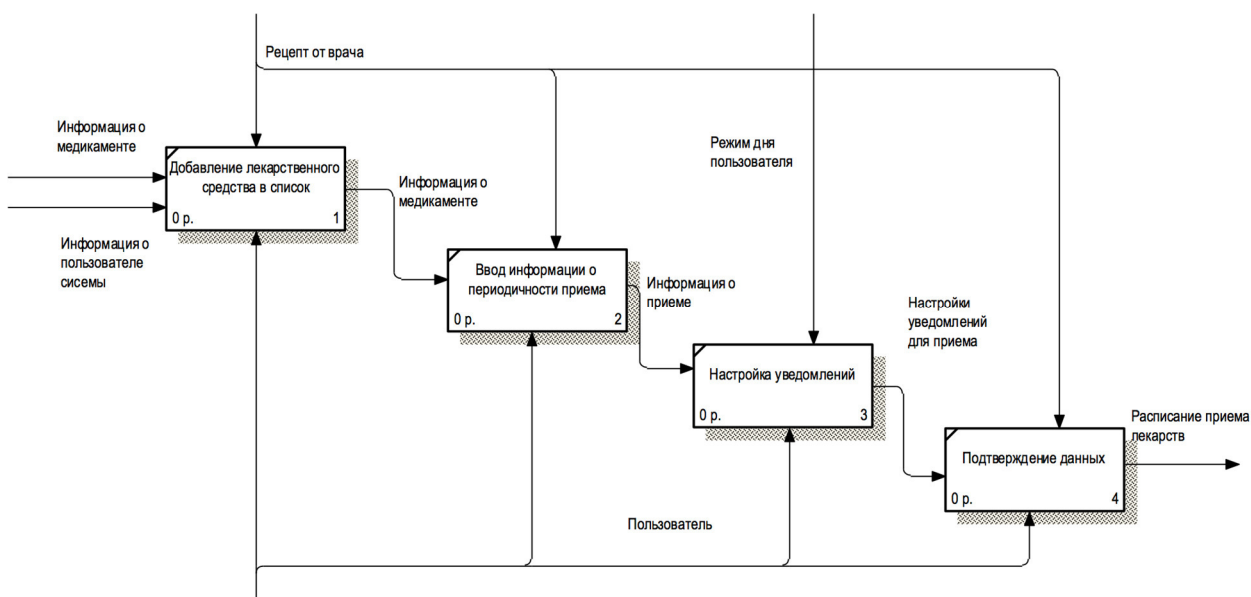 Рецепт от врача
Информация о
медикаменте
Добавление лекарственного
средства в список
0 р.
1
Информация о
пользователе
сисемы
Информация о
медикаменте
Режим дня
пользователя
Ввод информации о
периодичности приема
0 р.
2
Информация о
приеме
Настройки
уведомлений
для приема
Настройка уведомлений
0 р.
3
Расписание приема
лекарств
Подтверждение данных
0 р.
4
Пользователь